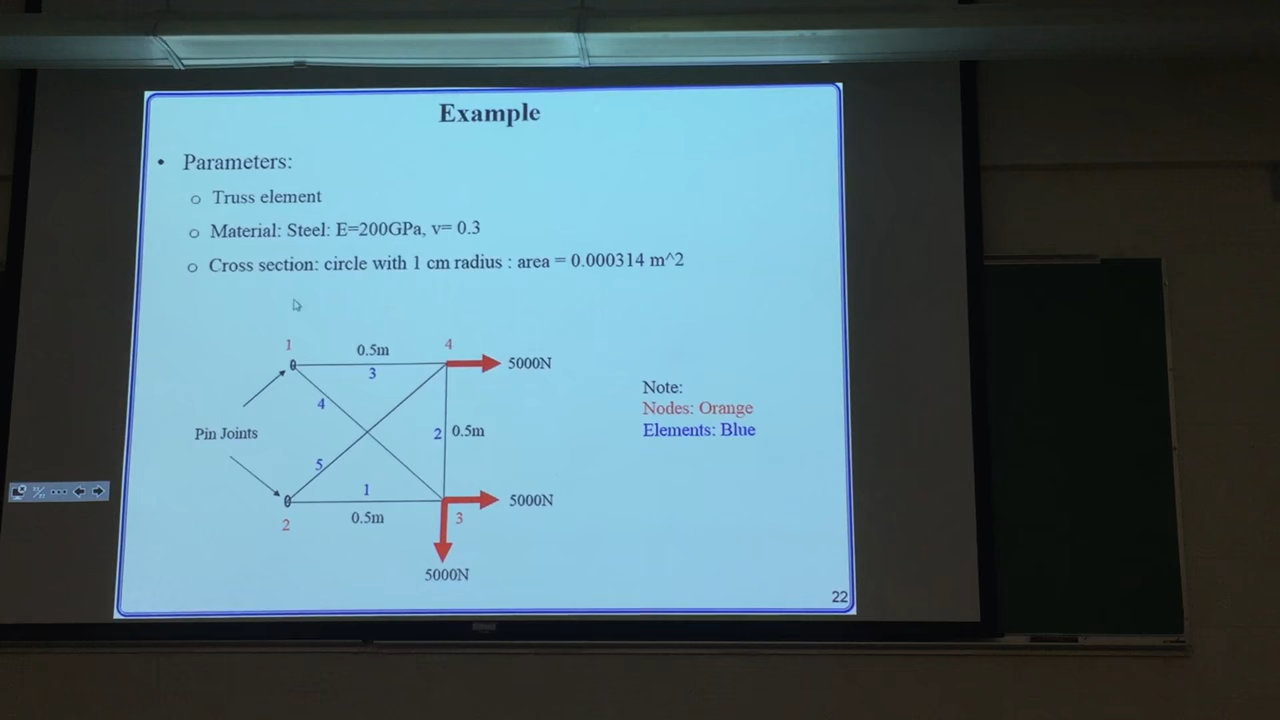 Example
• Parameters:
o Truss element
o Material: Steel: E=200GPa, v= 0.3
o Cross section: circle with 1 cm radius : area = 0.000314 m^2
1
0.5m
4
3
5000N
4
Note:
Nodes: Orange
Elements: Blue
Pin Joints
2
0.5m
5
1
5000N
2
0.5m
3
5000N
22